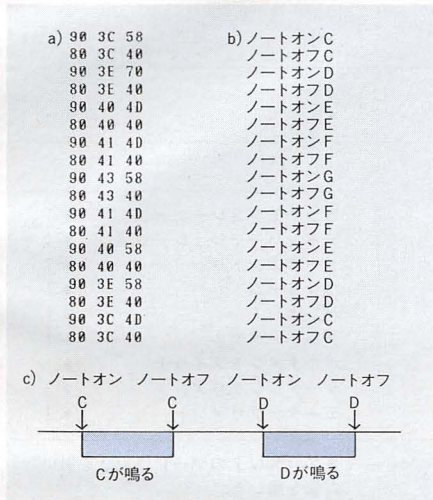 a) 90 3C 58 b) ノートオンC
80 3C 40 ノートオフC
90 3E 70 ノートオンD
80 3E 40 ノートオフD
90 40 4D ノートオンE
80 40 40 ノートオフE
90 41 4D ノートオンF
80 41 40 ノートオフF
90 43 58 ノートオンG
80 43 40 ノートオフG
90 41 4D ノートオンF
80 41 40 ノートオフF
90 40 58 ノートオンE
80 40 40 ノートオフE
90 3E 58 ノートオンD
80 3E 40 ノートオフD
90 3C 4D ノートオンC
80 3C 40 ノートオフC
c) ノートオン ノートオフ ノートオン ノートオフ
C C D D
Cが鳴る Dが鳴る